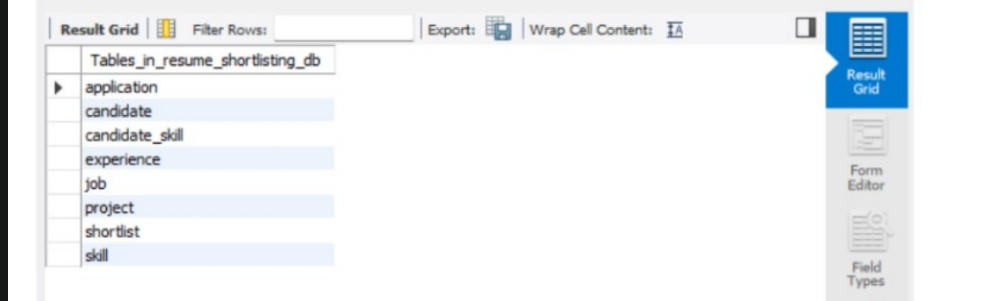 Result Grid Filter Rows: Export: Wrap Cell Content:
Tables_in_resume_shortlisting_db
application
candidate
candidate_skill
experience
job
project
shortlist
skill
Result
Grid
Form
Editor
Field
Types